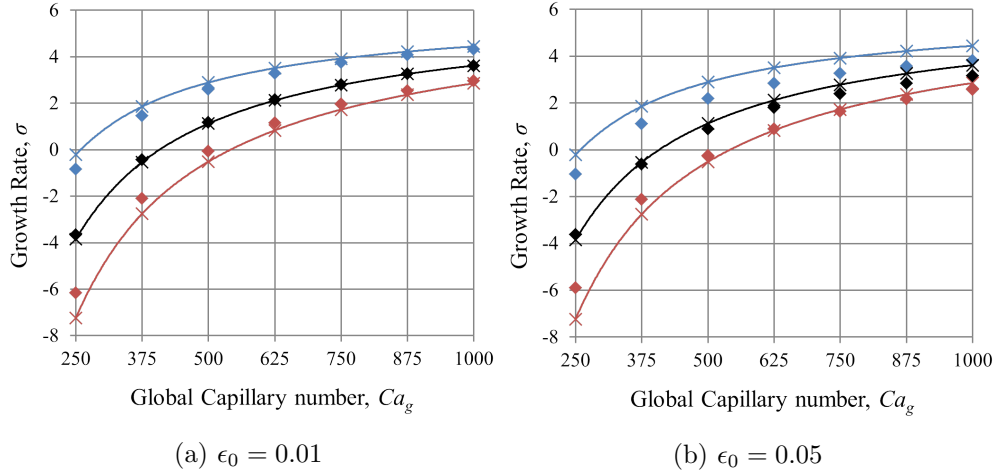 6
4
2
0
-2
-4
-6
-8
Growth Rate, σ
250 375 500 625 750 875 1000
Global Capillary number, Ca_g
(a) ϵ₀ = 0.01
6
4
2
0
-2
-4
-6
-8
Growth Rate, σ
250 375 500 625 750 875 1000
Global Capillary number, Ca_g
(b) ϵ₀ = 0.05